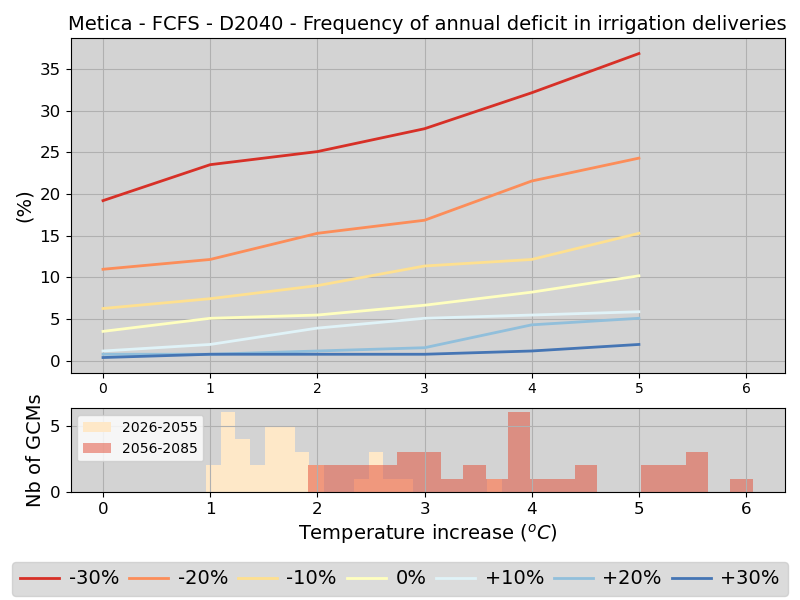 Metica - FCFS - D2040 - Frequency of annual deficit in irrigation deliveries
(%)
35
30
25
20
15
10
5
0
0 1 2 3 4 5 6
Nb of GCMs
5
0
2026-2055
2056-2085
0 1 2 3 4 5 6
Temperature increase (°C)
-30% -20% -10% 0% +10% +20% +30%